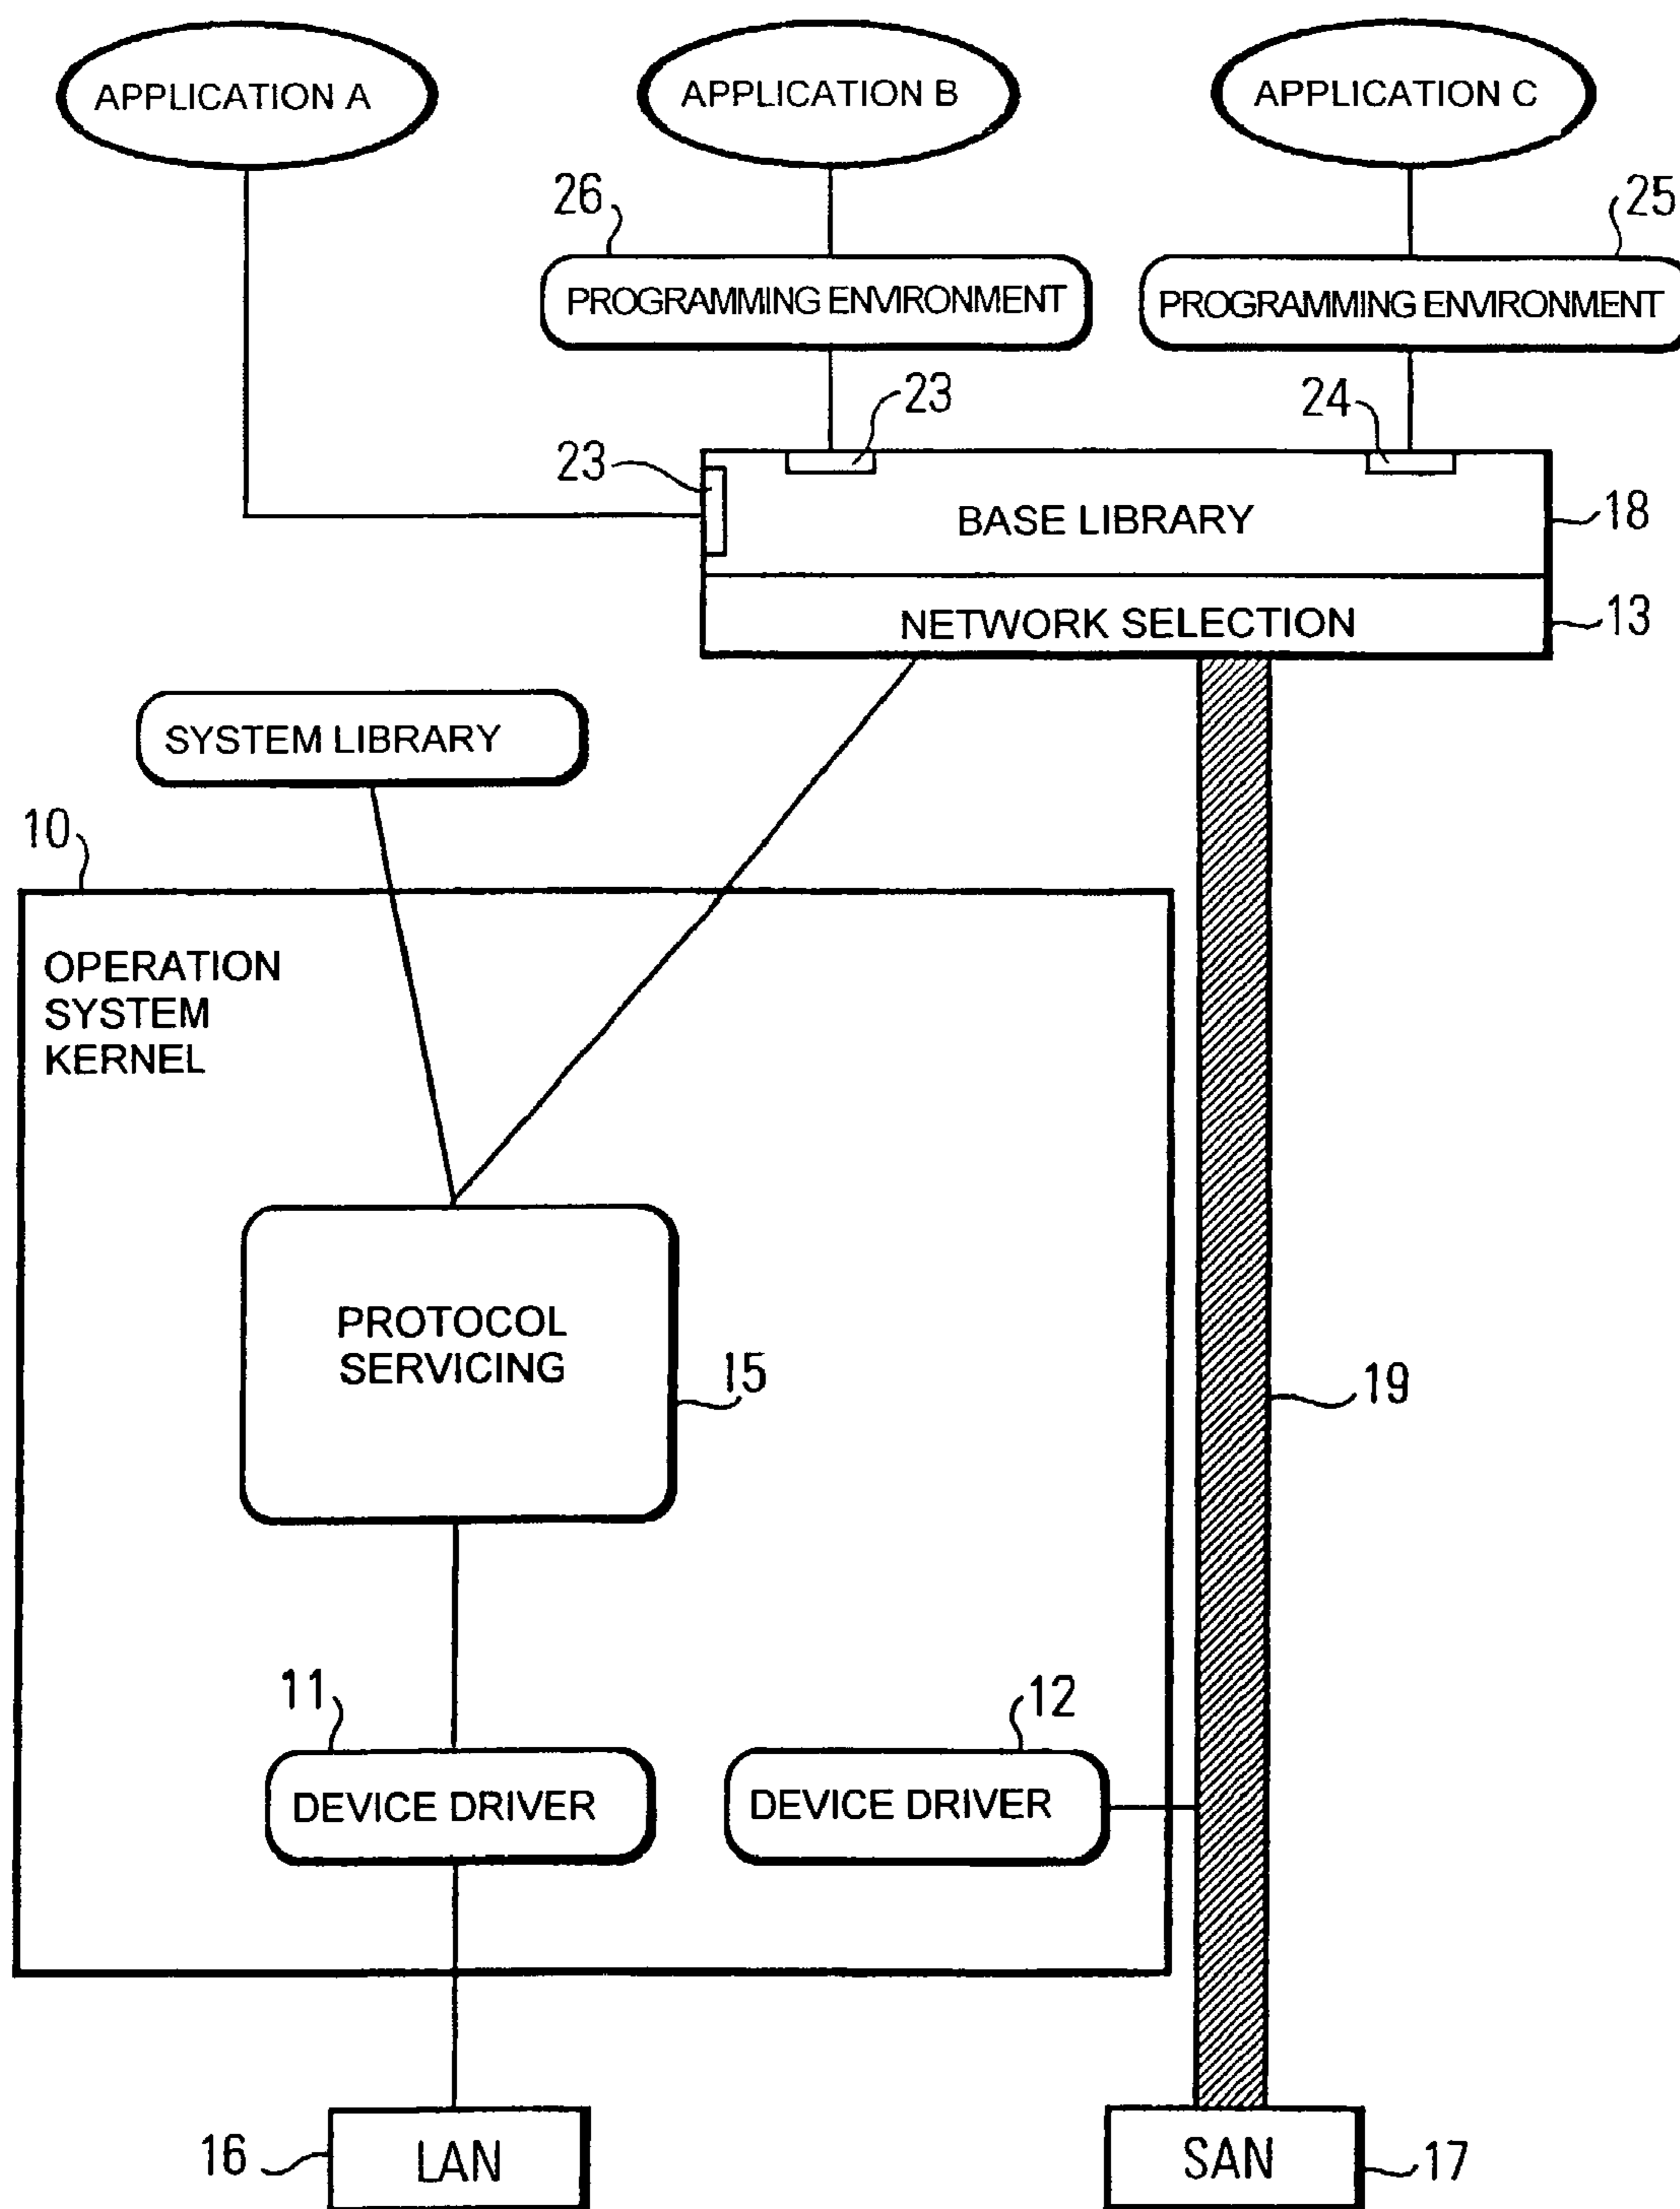 APPLICATION A
APPLICATION B
APPLICATION C
26
25
PROGRAMMING ENVIRONMENT
PROGRAMMING ENVIRONMENT
23
24
23
BASE LIBRARY
18
NETWORK SELECTION
13
SYSTEM LIBRARY
10
OPERATION
SYSTEM
KERNEL
PROTOCOL
SERVICING
15
19
11
12
DEVICE DRIVER
DEVICE DRIVER
16
LAN
SAN
17